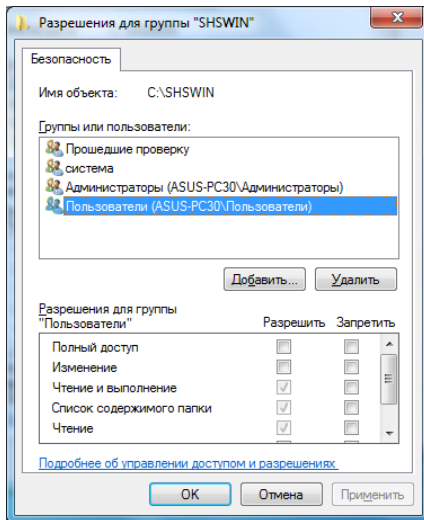 Разрешения для группы "SHSWIN"
Безопасность
Имя объекта: C:\SHSWIN
Группы или пользователи:
Прошедшие проверку
система
Администраторы (ASUS-PC30\Администраторы)
Пользователи (ASUS-PC30\Пользователи)
Добавить... Удалить
Разрешения для группы
"Пользователи" Разрешить Запретить
Полный доступ
Изменение
Чтение и выполнение
Список содержимого папки
Чтение
Подробнее об управлении доступом и разрешениях
OK Отмена Применить